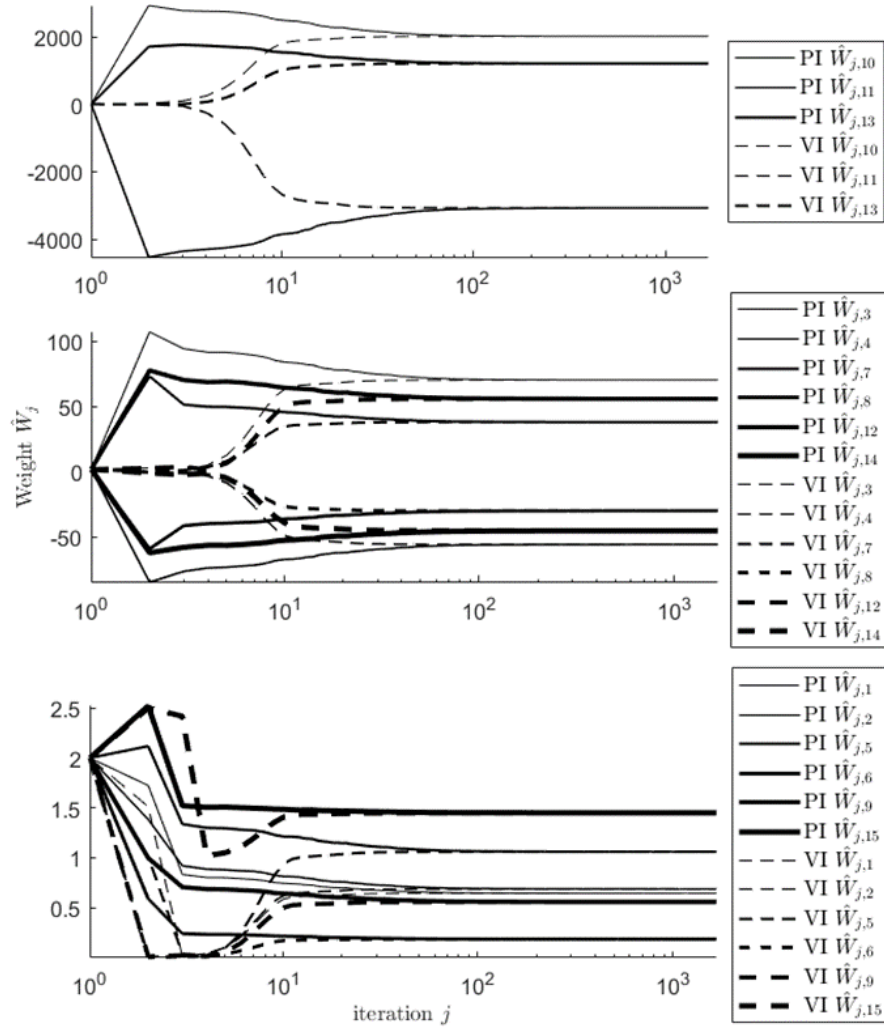 2000
0
-2000
-4000
10^0
10^1
10^2
10^3
PI Ŵ_{j,10}
PI Ŵ_{j,11}
PI Ŵ_{j,13}
VI Ŵ_{j,10}
VI Ŵ_{j,11}
VI Ŵ_{j,13}
Weight Ŵ_j
100
50
0
-50
10^0
10^1
10^2
10^3
PI Ŵ_{j,3}
PI Ŵ_{j,4}
PI Ŵ_{j,7}
PI Ŵ_{j,8}
PI Ŵ_{j,12}
PI Ŵ_{j,14}
VI Ŵ_{j,3}
VI Ŵ_{j,4}
VI Ŵ_{j,7}
VI Ŵ_{j,8}
VI Ŵ_{j,12}
VI Ŵ_{j,14}
2.5
2
1.5
1
0.5
10^0
10^1
10^2
10^3
iteration j
PI Ŵ_{j,1}
PI Ŵ_{j,2}
PI Ŵ_{j,5}
PI Ŵ_{j,6}
PI Ŵ_{j,9}
PI Ŵ_{j,15}
VI Ŵ_{j,1}
VI Ŵ_{j,2}
VI Ŵ_{j,5}
VI Ŵ_{j,6}
VI Ŵ_{j,9}
VI Ŵ_{j,15}